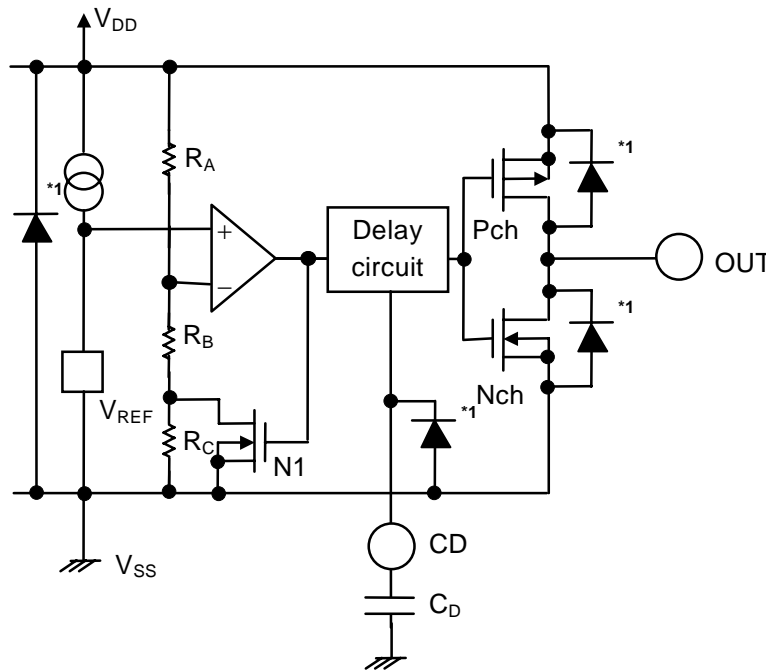 VDD
RA
*1
*1
+
Delay
circuit
Pch
−
OUT
*1
RB
VREF
Nch
*1
RC
N1
CD
VSS
CD